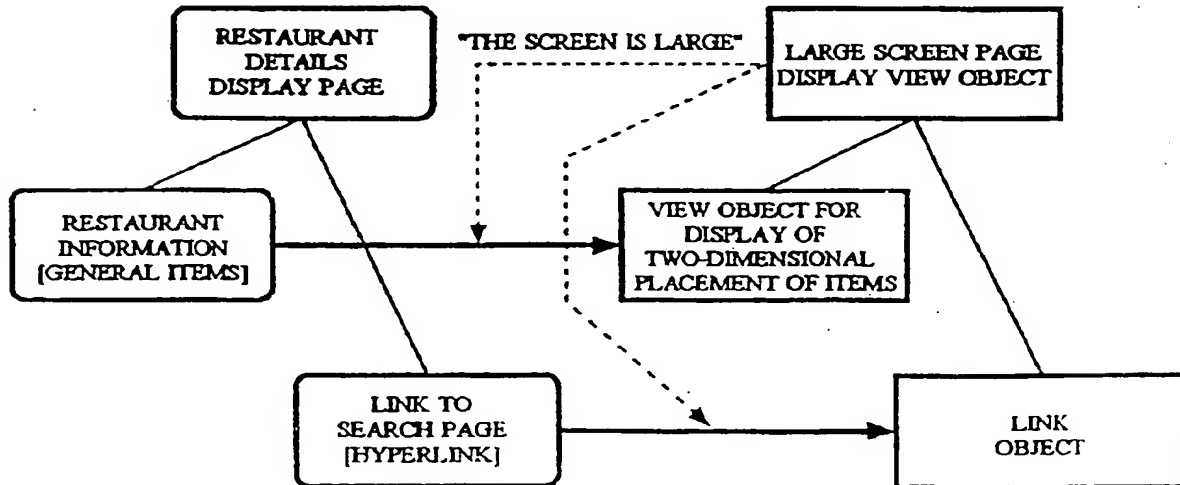 RESTAURANT
DETAILS
DISPLAY PAGE
"THE SCREEN IS LARGE"
LARGE SCREEN PAGE
DISPLAY VIEW OBJECT
RESTAURANT
INFORMATION
[GENERAL ITEMS]
VIEW OBJECT FOR
DISPLAY OF
TWO-DIMENSIONAL
PLACEMENT OF ITEMS
LINK TO
SEARCH PAGE
[HYPERLINK]
LINK
OBJECT